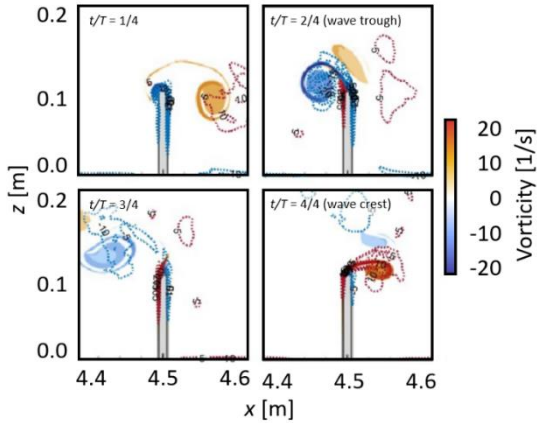 t/T = 1/4
t/T = 2/4 (wave trough)
0.2
0.1
0.0
t/T = 3/4
t/T = 4/4 (wave crest)
0.2
0.1
0.0
z [m]
4.4 4.5 4.6
4.4 4.5 4.6
x [m]
20
10
0
-10
-20
Vorticity [1/s]